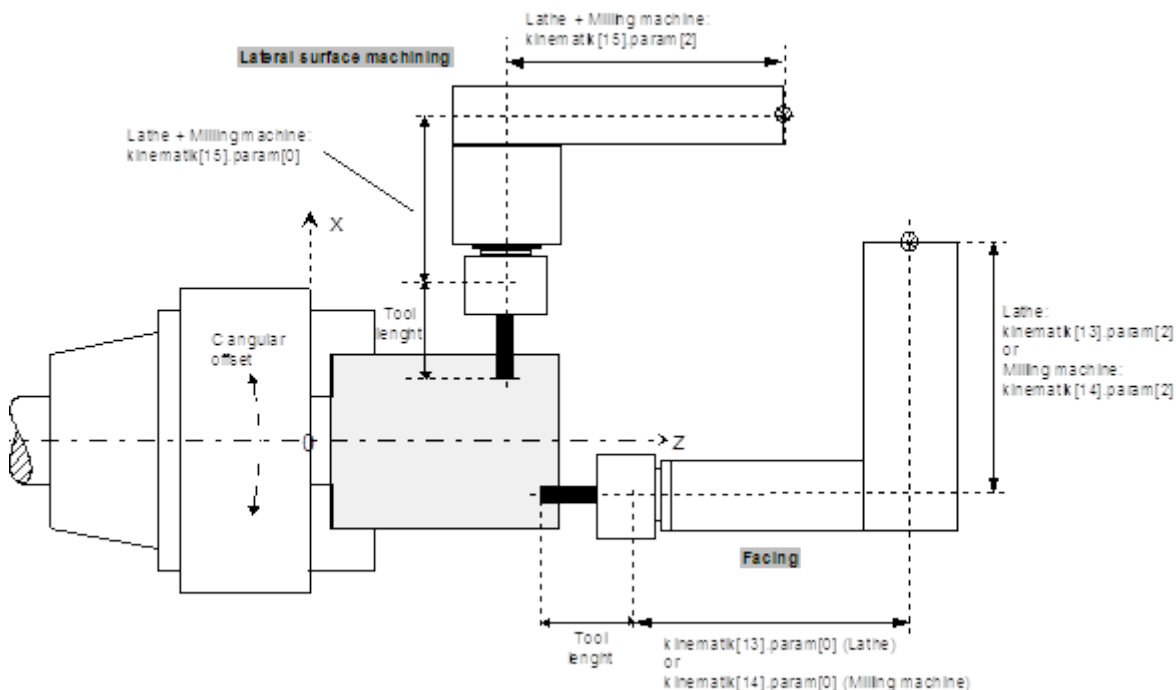 Lathe + Milling machine:
kinematik[15].param[2]
Lateral surface machining
Lathe + Milling machine:
kinematik[15].param[0]
X
Tool
lenght
C angular
offset
0
Z
Lathe:
kinematik[13].param[2]
or
Milling machine:
kinematik[14].param[2]
Facing
Tool
lenght
kinematik[13].param[0] (Lathe)
or
kinematik[14].param[0] (Milling machine)